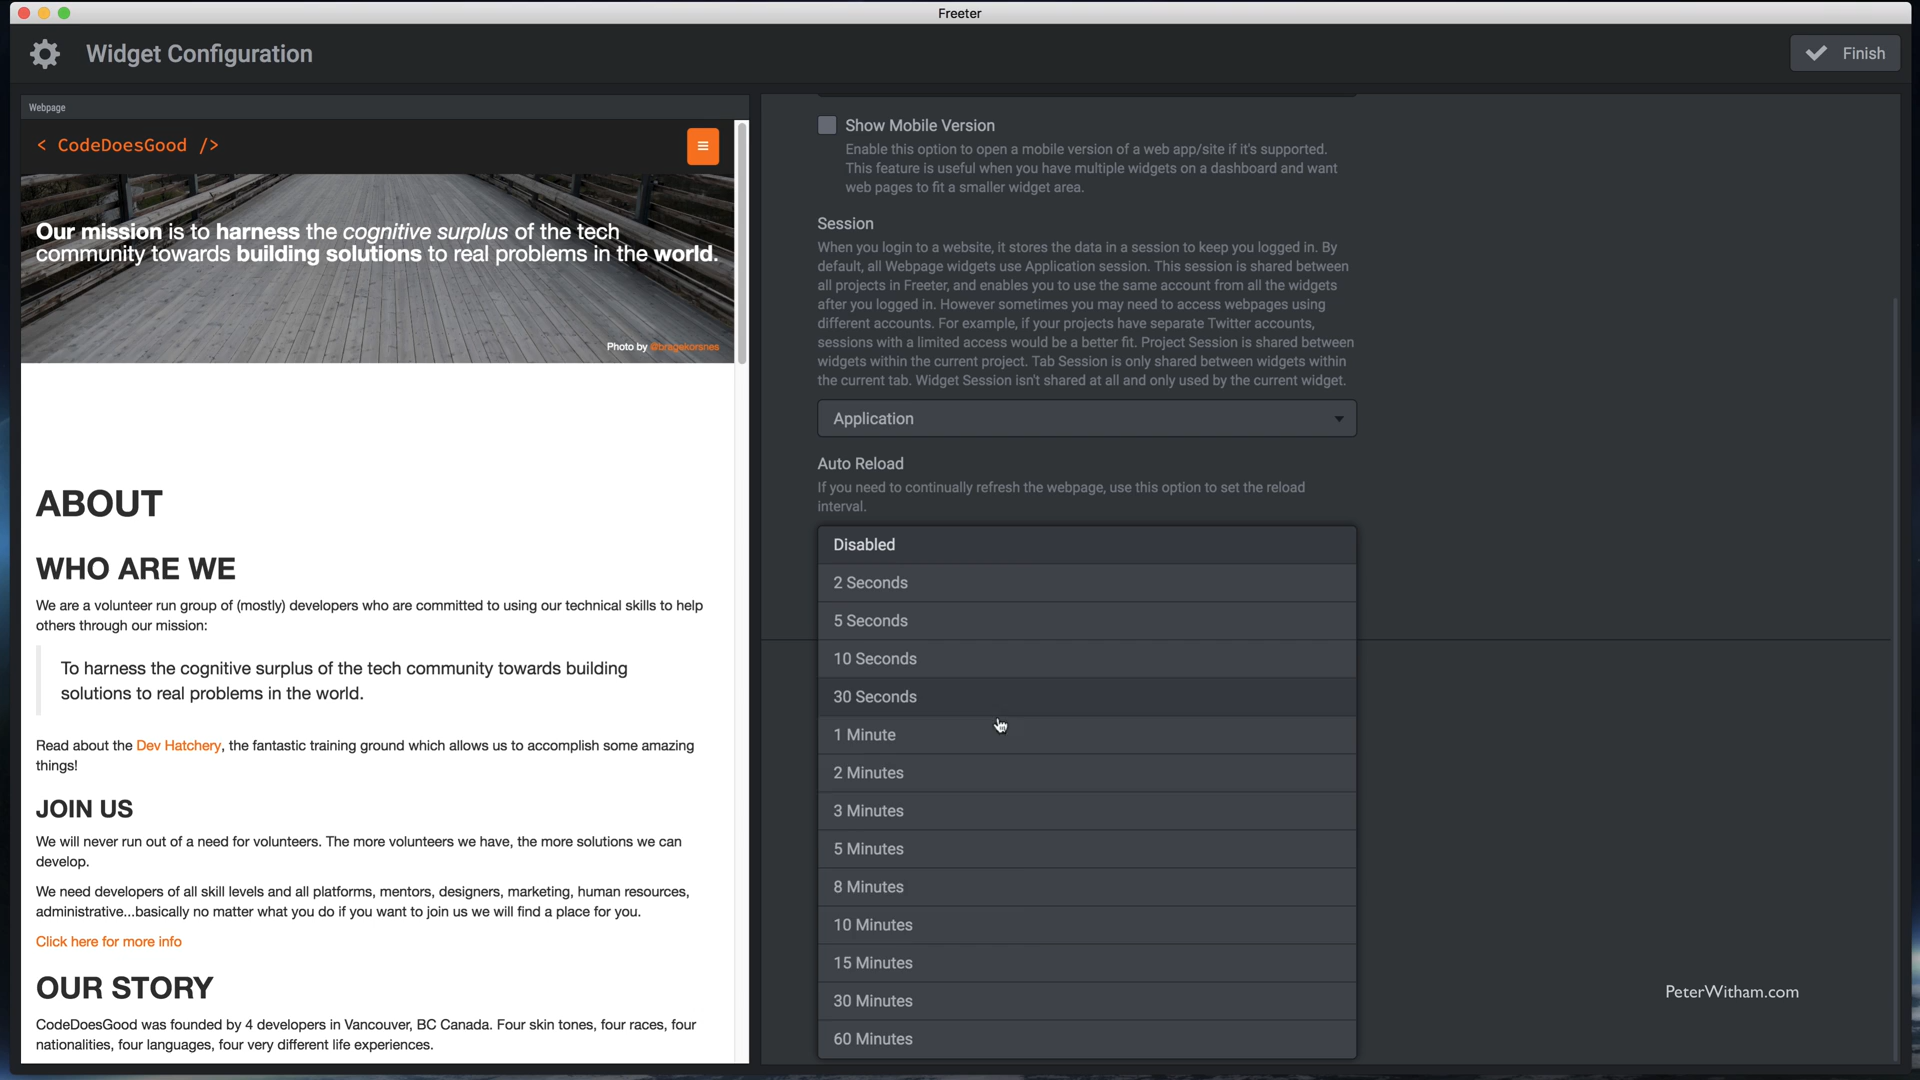 Freeter
Widget Configuration
Finish
Webpage
< CodeDoesGood />
Our mission is to harness the cognitive surplus of the tech
community towards building solutions to real problems in the world.
Photo by @bragekorsnes
ABOUT
WHO ARE WE
We are a volunteer run group of (mostly) developers who are committed to using our technical skills to help
others through our mission:
To harness the cognitive surplus of the tech community towards building
solutions to real problems in the world.
Read about the Dev Hatchery, the fantastic training ground which allows us to accomplish some amazing
things!
JOIN US
We will never run out of a need for volunteers. The more volunteers we have, the more solutions we can
develop.
We need developers of all skill levels and all platforms, mentors, designers, marketing, human resources,
administrative...basically no matter what you do if you want to join us we will find a place for you.
Click here for more info
OUR STORY
CodeDoesGood was founded by 4 developers in Vancouver, BC Canada. Four skin tones, four races, four
nationalities, four languages, four very different life experiences.
Show Mobile Version
Enable this option to open a mobile version of a web app/site if it's supported.
This feature is useful when you have multiple widgets on a dashboard and want
web pages to fit a smaller widget area.
Session
When you login to a website, it stores the data in a session to keep you logged in. By
default, all Webpage widgets use Application session. This session is shared between
all projects in Freeter, and enables you to use the same account from all the widgets
after you logged in. However sometimes you may need to access webpages using
different accounts. For example, if your projects have separate Twitter accounts,
sessions with a limited access would be a better fit. Project Session is shared between
widgets within the current project. Tab Session is only shared between widgets within
the current tab. Widget Session isn't shared at all and only used by the current widget.
Application
Auto Reload
If you need to continually refresh the webpage, use this option to set the reload
interval.
Disabled
2 Seconds
5 Seconds
10 Seconds
30 Seconds
1 Minute
2 Minutes
3 Minutes
5 Minutes
8 Minutes
10 Minutes
15 Minutes
30 Minutes
60 Minutes
PeterWitham.com